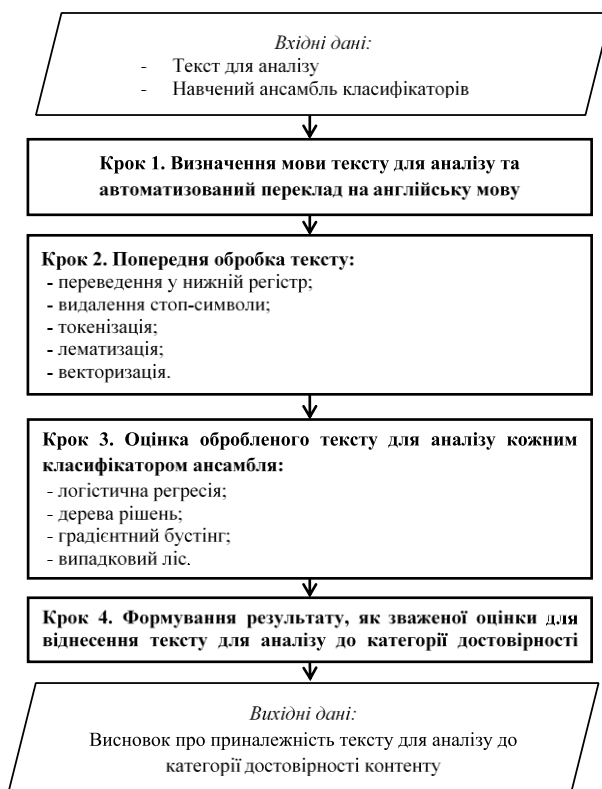 Вхідні дані:
- Текст для аналізу
- Навчений ансамбль класифікаторів
Крок 1. Визначення мови тексту для аналізу та
автоматизований переклад на англійську мову
Крок 2. Попередня обробка тексту:
- переведення у нижній регістр;
- видалення стоп-символи;
- токенізація;
- лематизація;
- векторизація.
Крок 3. Оцінка обробленого тексту для аналізу кожним
класифікатором ансамбля:
- логістична регресія;
- дерева рішень;
- градієнтний бустінг;
- випадковий ліс.
Крок 4. Формування результату, як зваженої оцінки для
віднесення тексту для аналізу до категорії достовірності
Вихідні дані:
Висновок про приналежність тексту для аналізу до
категорії достовірності контенту